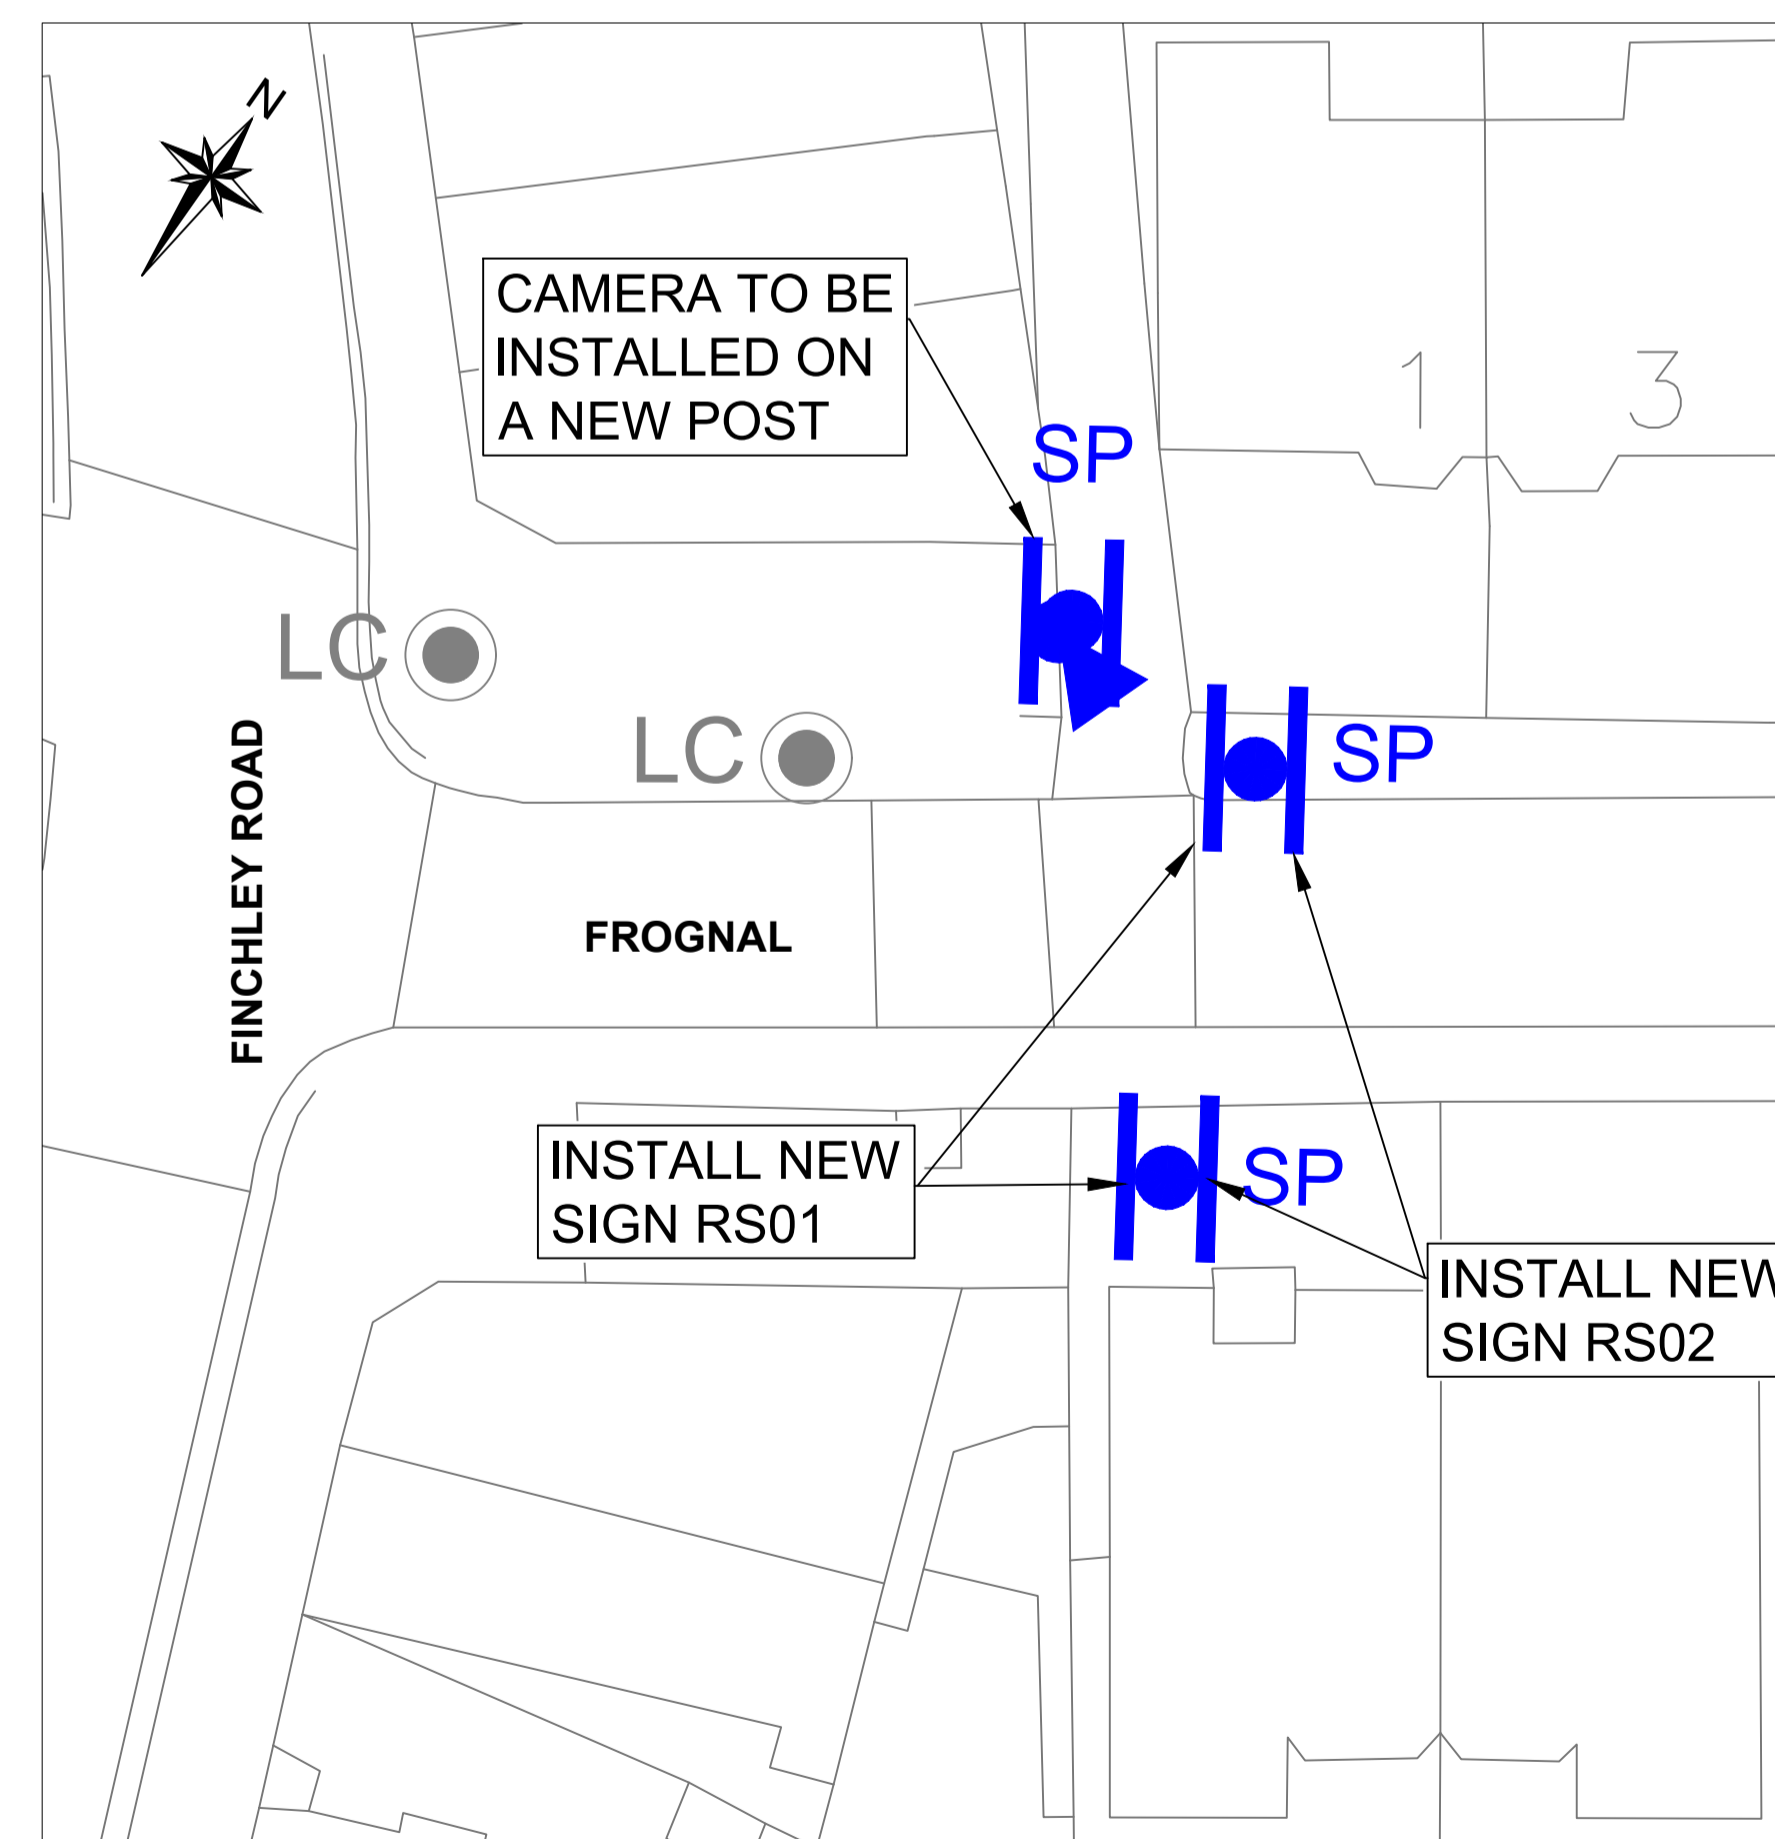 N
CAMERA TO BE
INSTALLED ON
A NEW POST
1
3
SP
LC
LC
SP
FINCHLEY ROAD
FROGNAL
INSTALL NEW
SIGN RS01
SP
INSTALL NEW
SIGN RS02